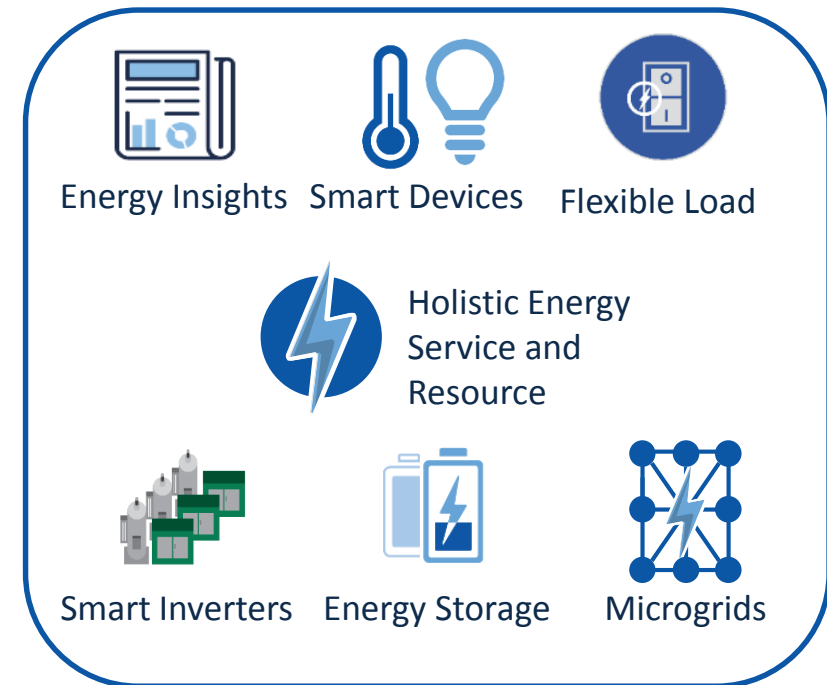 Energy Insights
Smart Devices
Flexible Load
Holistic Energy
Service and
Resource
Smart Inverters
Energy Storage
Microgrids